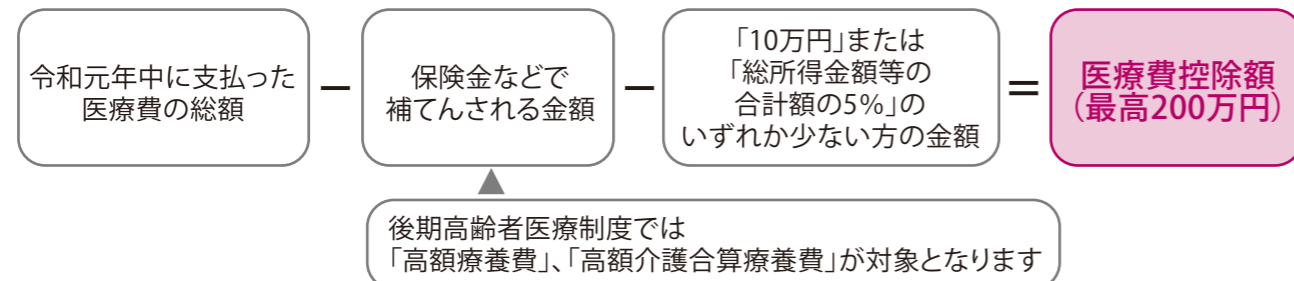 令和元年中に支払った
医療費の総額
−
保険金などで
補てんされる金額
−
「10万円」または
「総所得金額等の
合計額の5%」の
いずれか少ない方の金額
=
医療費控除額
（最高200万円）
後期高齢者医療制度では
「高額療養費」、「高額介護合算療養費」が対象となります